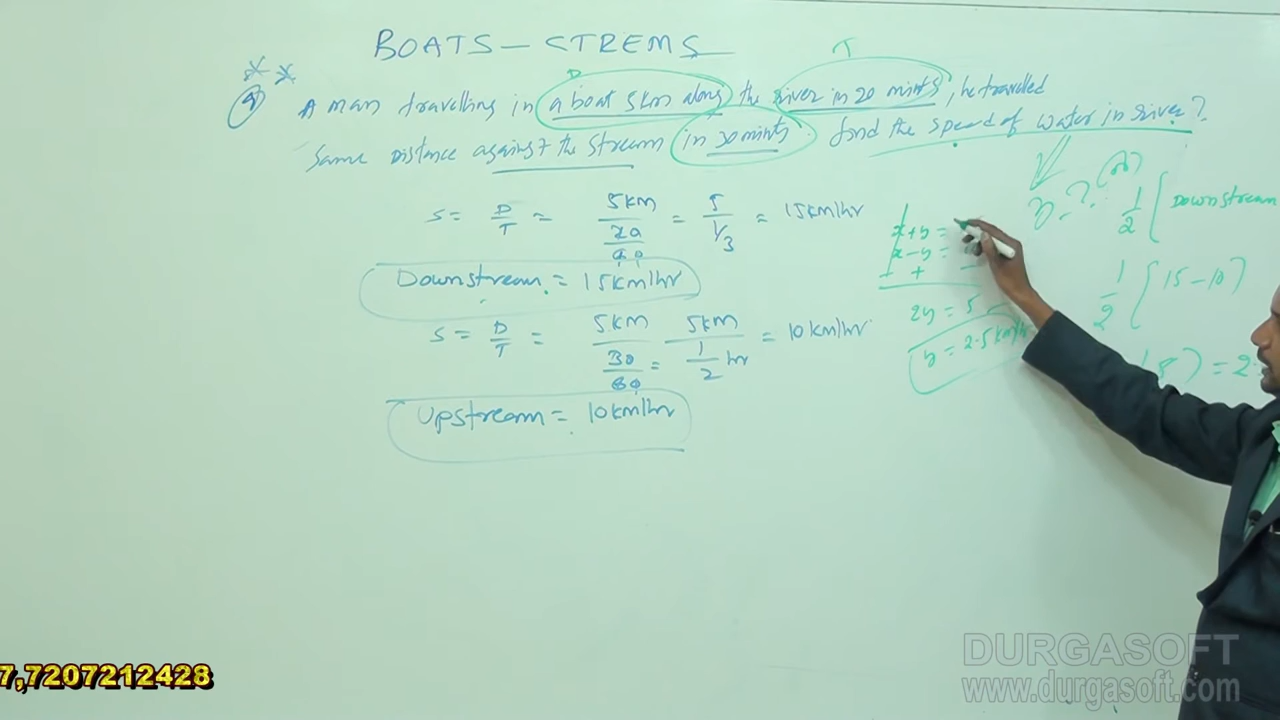 BOATS - STREMS
A man travelling in a boat 5km along the river in 20 mints, he travelled
Same Distance against the stream in 30 mints. find the speed of water in river?
S = D/T = 5km / 20/60 = 5 / 1/3 = 15km/hr
Downstream = 15km/hr
S = D/T = 5km / 30/60 = 5km / 1/2 hr = 10km/hr
Upstream = 10km/hr
T
x+y =
x-y =
- + -
2y = 5
y = 2.5 km/h
y = ?
1/2 [ Downstream
1/2 [ 15-10 ]
) = 2.
7,7207212428
DURGASOFT
www.durgasoft.com